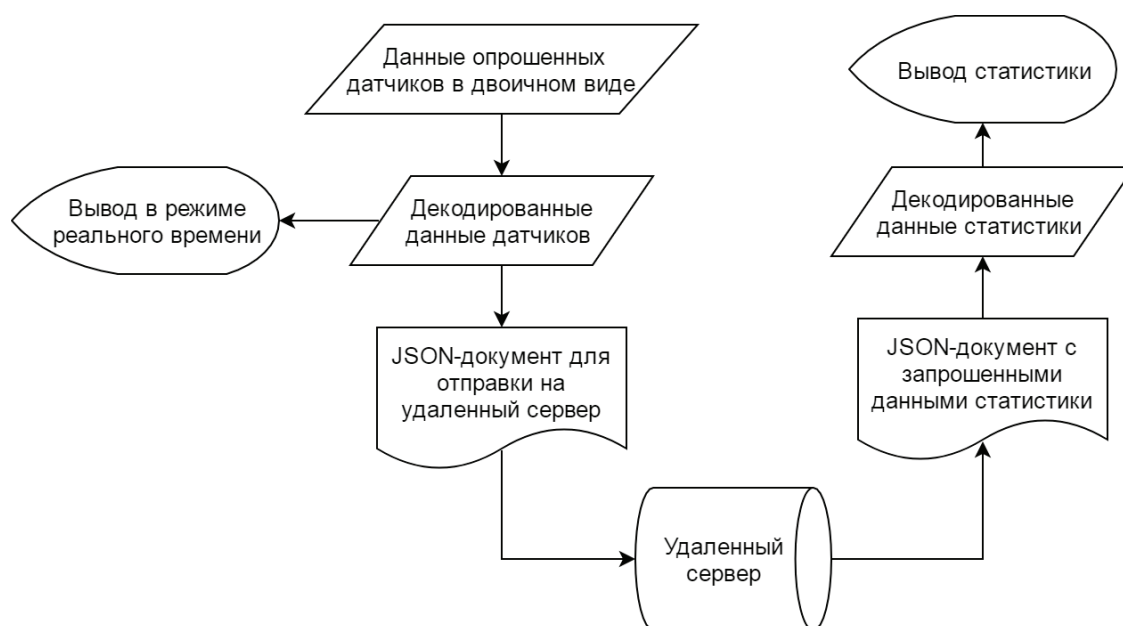 Данные опрошенных
датчиков в двоичном виде
Вывод статистики
Вывод в режиме
реального времени
Декодированные
данные датчиков
Декодированные
данные статистики
JSON-документ для
отправки на
удаленный сервер
JSON-документ с
запрошенными
данными статистики
Удаленный
сервер